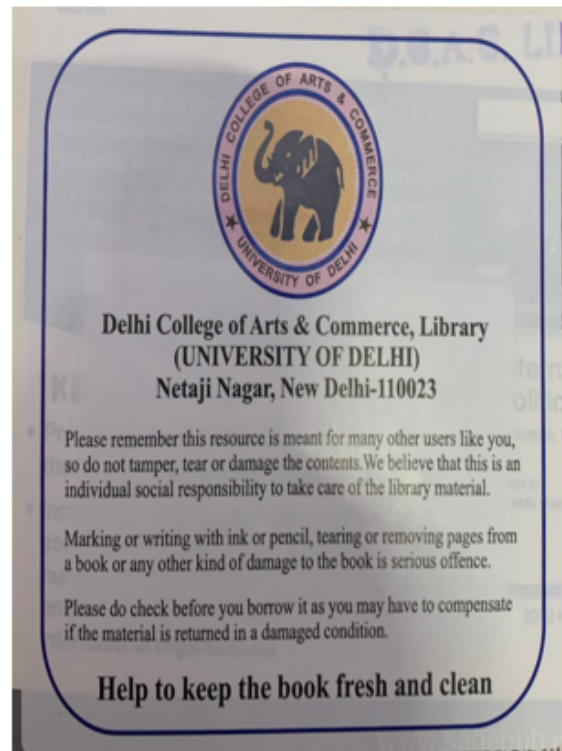 D.C.A.C. LI
DELHI COLLEGE OF ARTS & COMMERCE
UNIVERSITY OF DELHI
Delhi College of Arts & Commerce, Library
(UNIVERSITY OF DELHI)
Netaji Nagar, New Delhi-110023
Please remember this resource is meant for many other users like you,
so do not tamper, tear or damage the contents.We believe that this is an
individual social responsibility to take care of the library material.
Marking or writing with ink or pencil, tearing or removing pages from
a book or any other kind of damage to the book is serious offence.
Please do check before you borrow it as you may have to compensate
if the material is returned in a damaged condition.
Help to keep the book fresh and clean